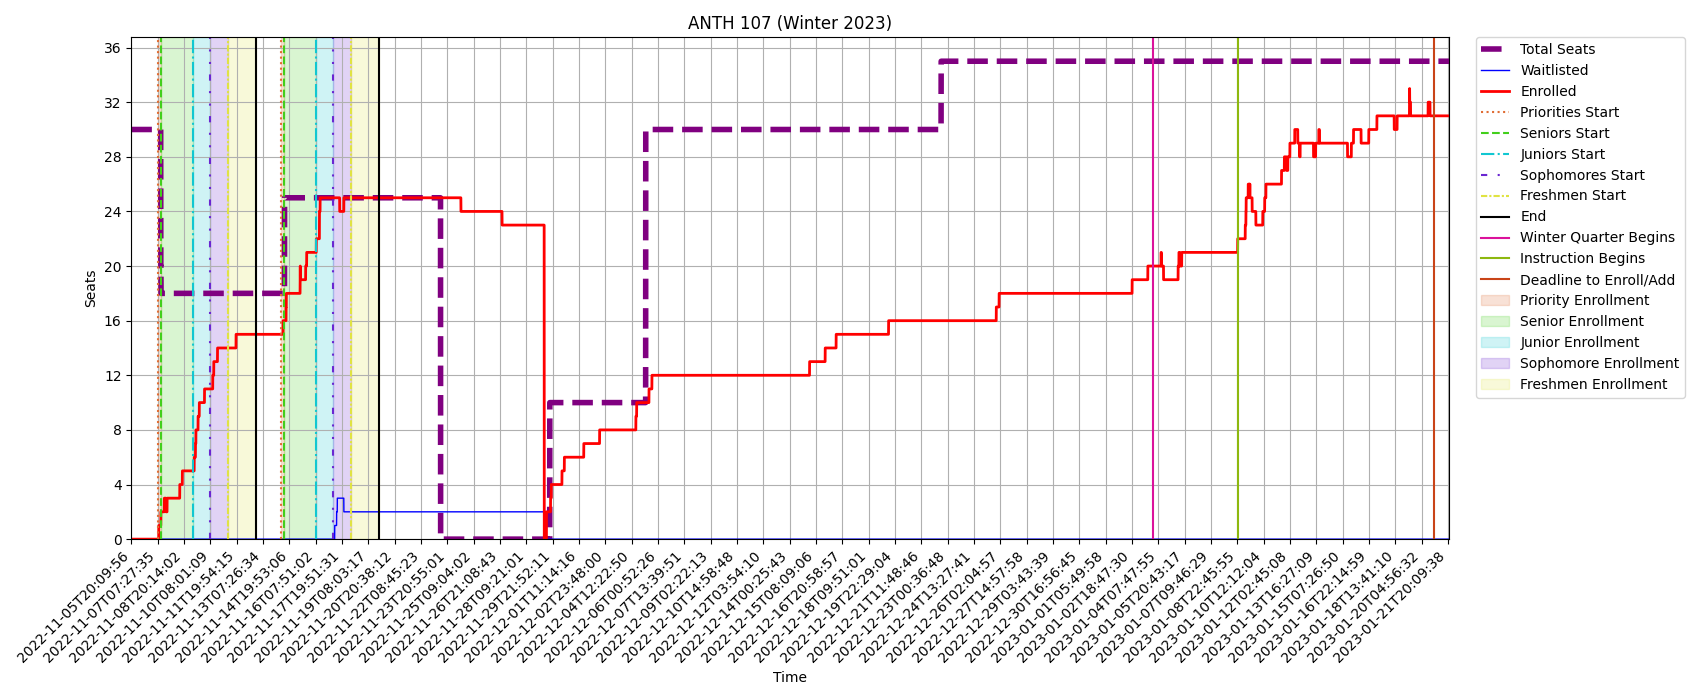 ANTH 107 (Winter 2023)
Seats
36
32
28
24
20
16
12
8
4
0
2022-11-05T20:09:56
2022-11-07T07:27:35
2022-11-08T20:14:02
2022-11-10T08:01:09
2022-11-11T19:54:15
2022-11-13T07:26:34
2022-11-14T19:53:06
2022-11-16T07:51:02
2022-11-17T19:51:31
2022-11-19T08:03:17
2022-11-20T20:38:12
2022-11-22T08:45:23
2022-11-23T20:55:01
2022-11-25T09:04:02
2022-11-26T21:08:43
2022-11-28T09:21:01
2022-11-29T21:52:11
2022-12-01T11:14:16
2022-12-02T23:48:00
2022-12-04T12:22:50
2022-12-06T00:52:26
2022-12-07T13:39:51
2022-12-09T02:22:13
2022-12-10T14:58:48
2022-12-12T03:54:10
2022-12-14T00:25:43
2022-12-15T08:09:06
2022-12-16T20:58:57
2022-12-18T09:51:01
2022-12-19T22:29:04
2022-12-21T11:48:46
2022-12-23T00:36:48
2022-12-24T13:27:41
2022-12-26T02:04:57
2022-12-27T14:57:58
2022-12-29T03:43:39
2022-12-30T16:56:45
2023-01-01T05:49:58
2023-01-02T18:47:30
2023-01-04T07:47:55
2023-01-05T20:43:17
2023-01-07T09:46:29
2023-01-08T22:45:55
2023-01-10T12:12:04
2023-01-12T02:45:08
2023-01-13T16:27:09
2023-01-15T07:26:50
2023-01-16T22:14:59
2023-01-18T13:41:10
2023-01-20T04:56:32
2023-01-21T20:09:38
Time
Total Seats
Waitlisted
Enrolled
Priorities Start
Seniors Start
Juniors Start
Sophomores Start
Freshmen Start
End
Winter Quarter Begins
Instruction Begins
Deadline to Enroll/Add
Priority Enrollment
Senior Enrollment
Junior Enrollment
Sophomore Enrollment
Freshmen Enrollment